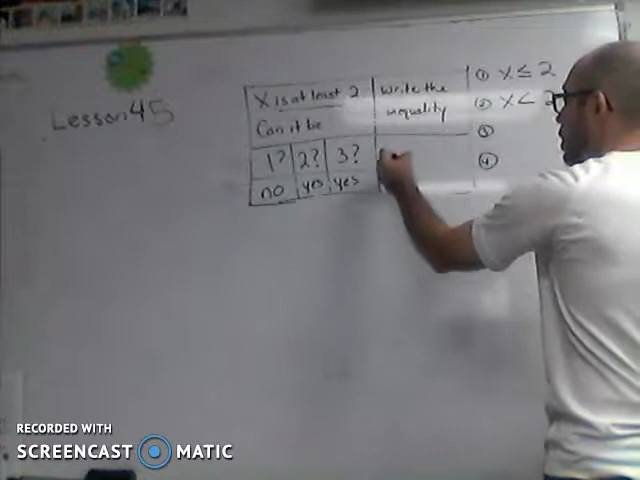 Lesson 45
X is at least 2
Can it be
1? 2? 3?
no yes yes
Write the
inequality
① X ≤ 2
② X < 2
③
④
RECORDED WITH
SCREENCAST MATIC